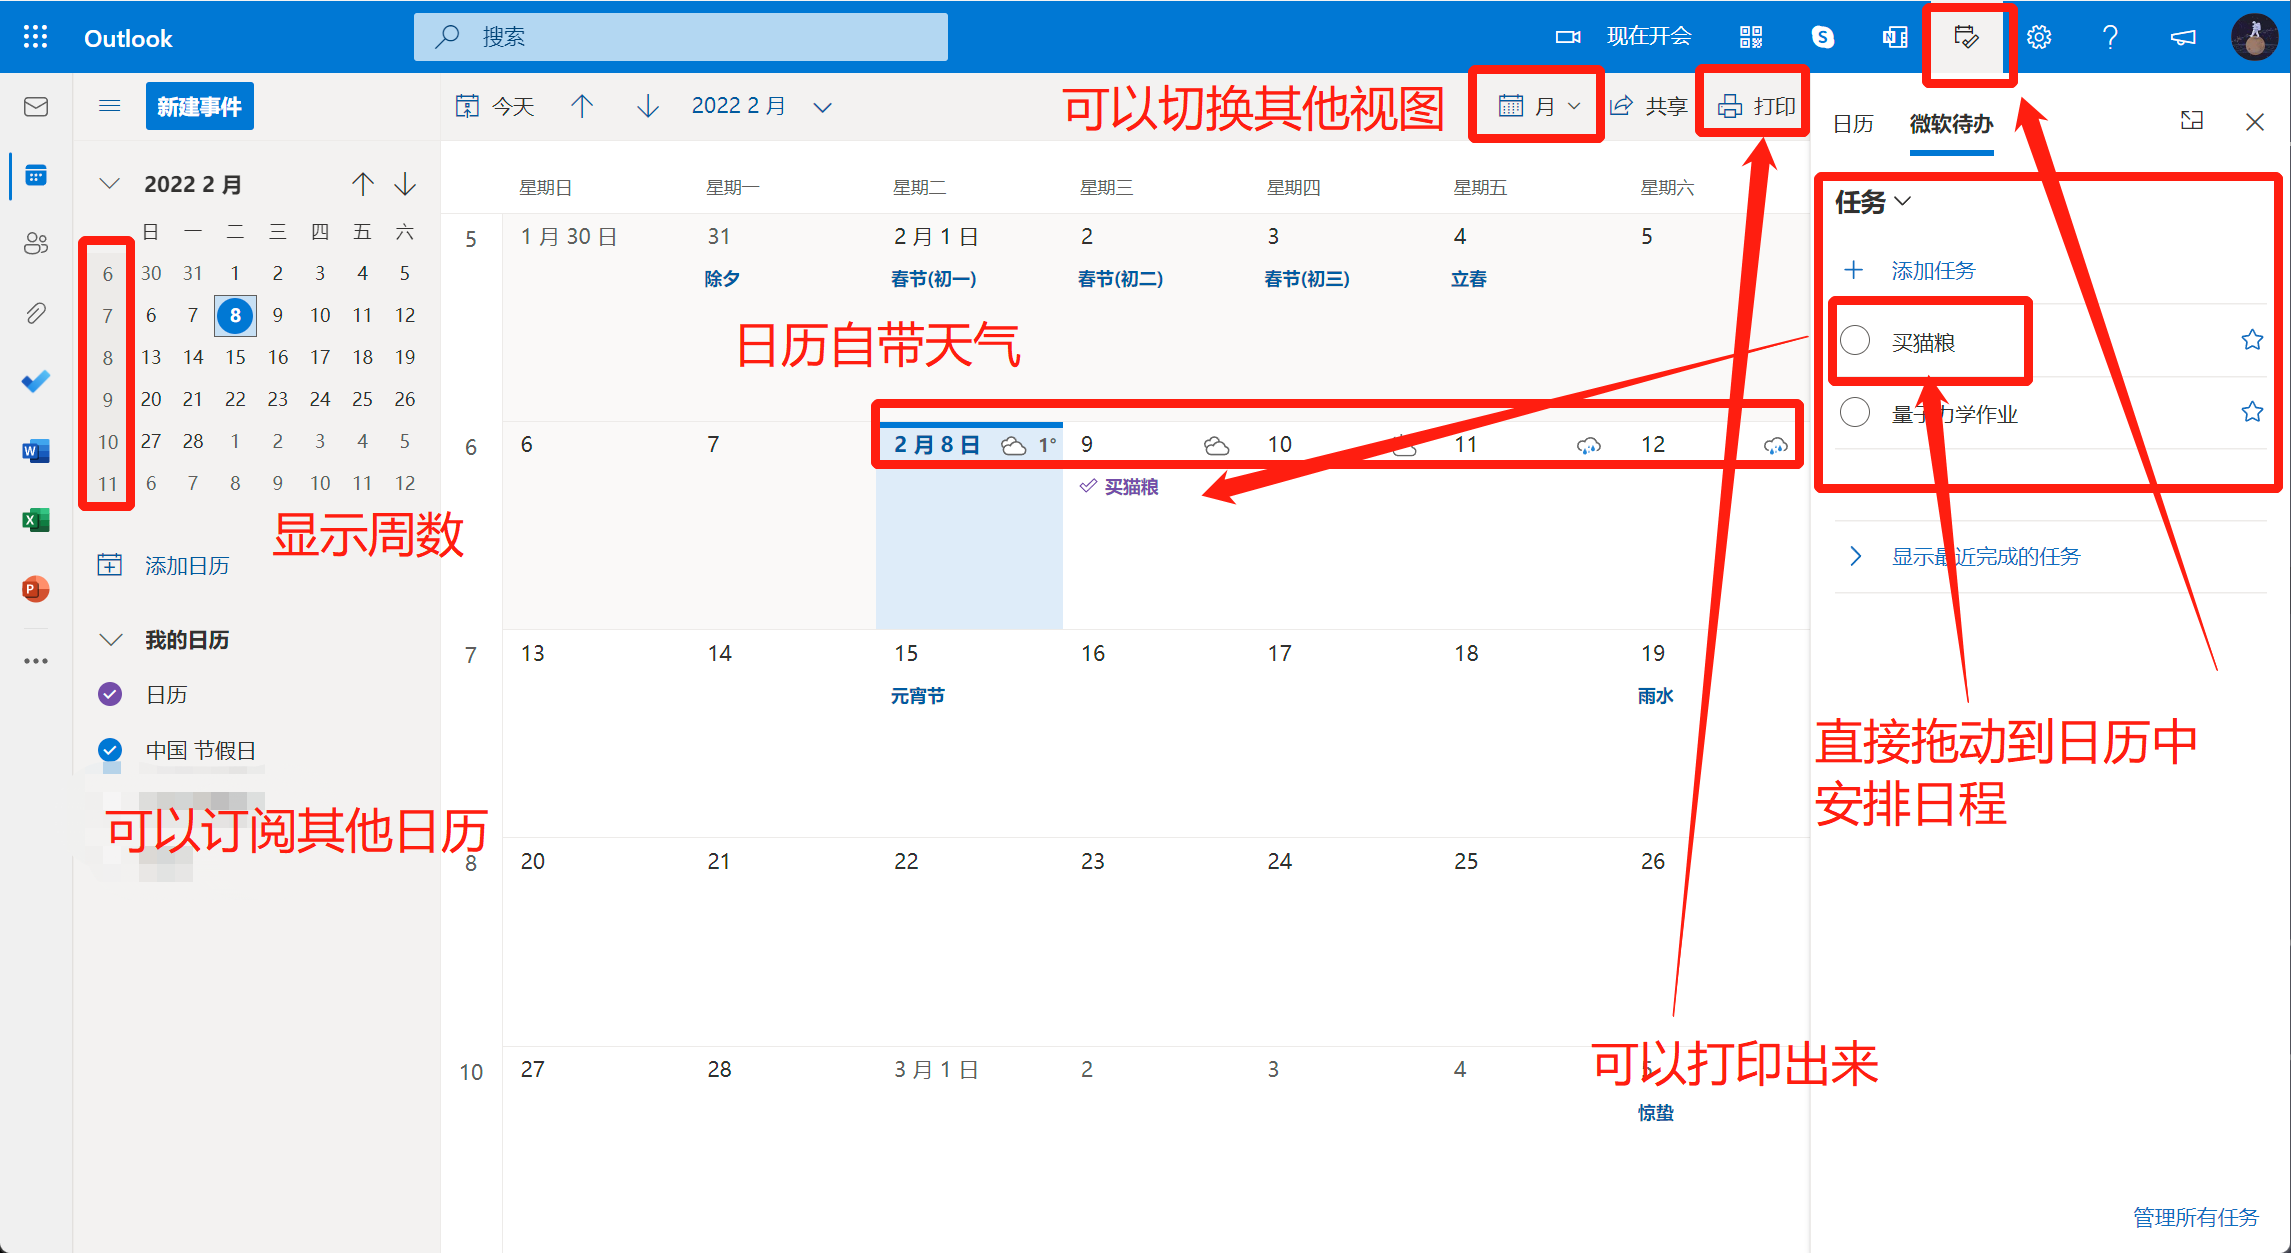 Outlook
搜索
现在开会
新建事件
今天
2022 2 月
可以切换其他视图
月
共享
打印
日历
微软待办
2022 2 月
日 一 二 三 四 五 六
6 30 31 1 2 3 4 5
7 6 7 8 9 10 11 12
8 13 14 15 16 17 18 19
9 20 21 22 23 24 25 26
10 27 28 1 2 3 4 5
11 6 7 8 9 10 11 12
显示周数
添加日历
我的日历
日历
中国 节假日
可以订阅其他日历
星期日 星期一 星期二 星期三 星期四 星期五 星期六
5 1 月 30 日 31 2 月 1 日 2 3 4 5
除夕 春节(初一) 春节(初二) 春节(初三) 立春
日历自带天气
6 6 7 2 月 8 日 1° 9 10 11 12
买猫粮
7 13 14 15 16 17 18 19
元宵节 雨水
8 20 21 22 23 24 25 26
10 27 28 3 月 1 日 2 3 4 5
惊蛰
可以打印出来
任务
添加任务
买猫粮
量子力学作业
显示最近完成的任务
直接拖动到日历中
安排日程
管理所有任务